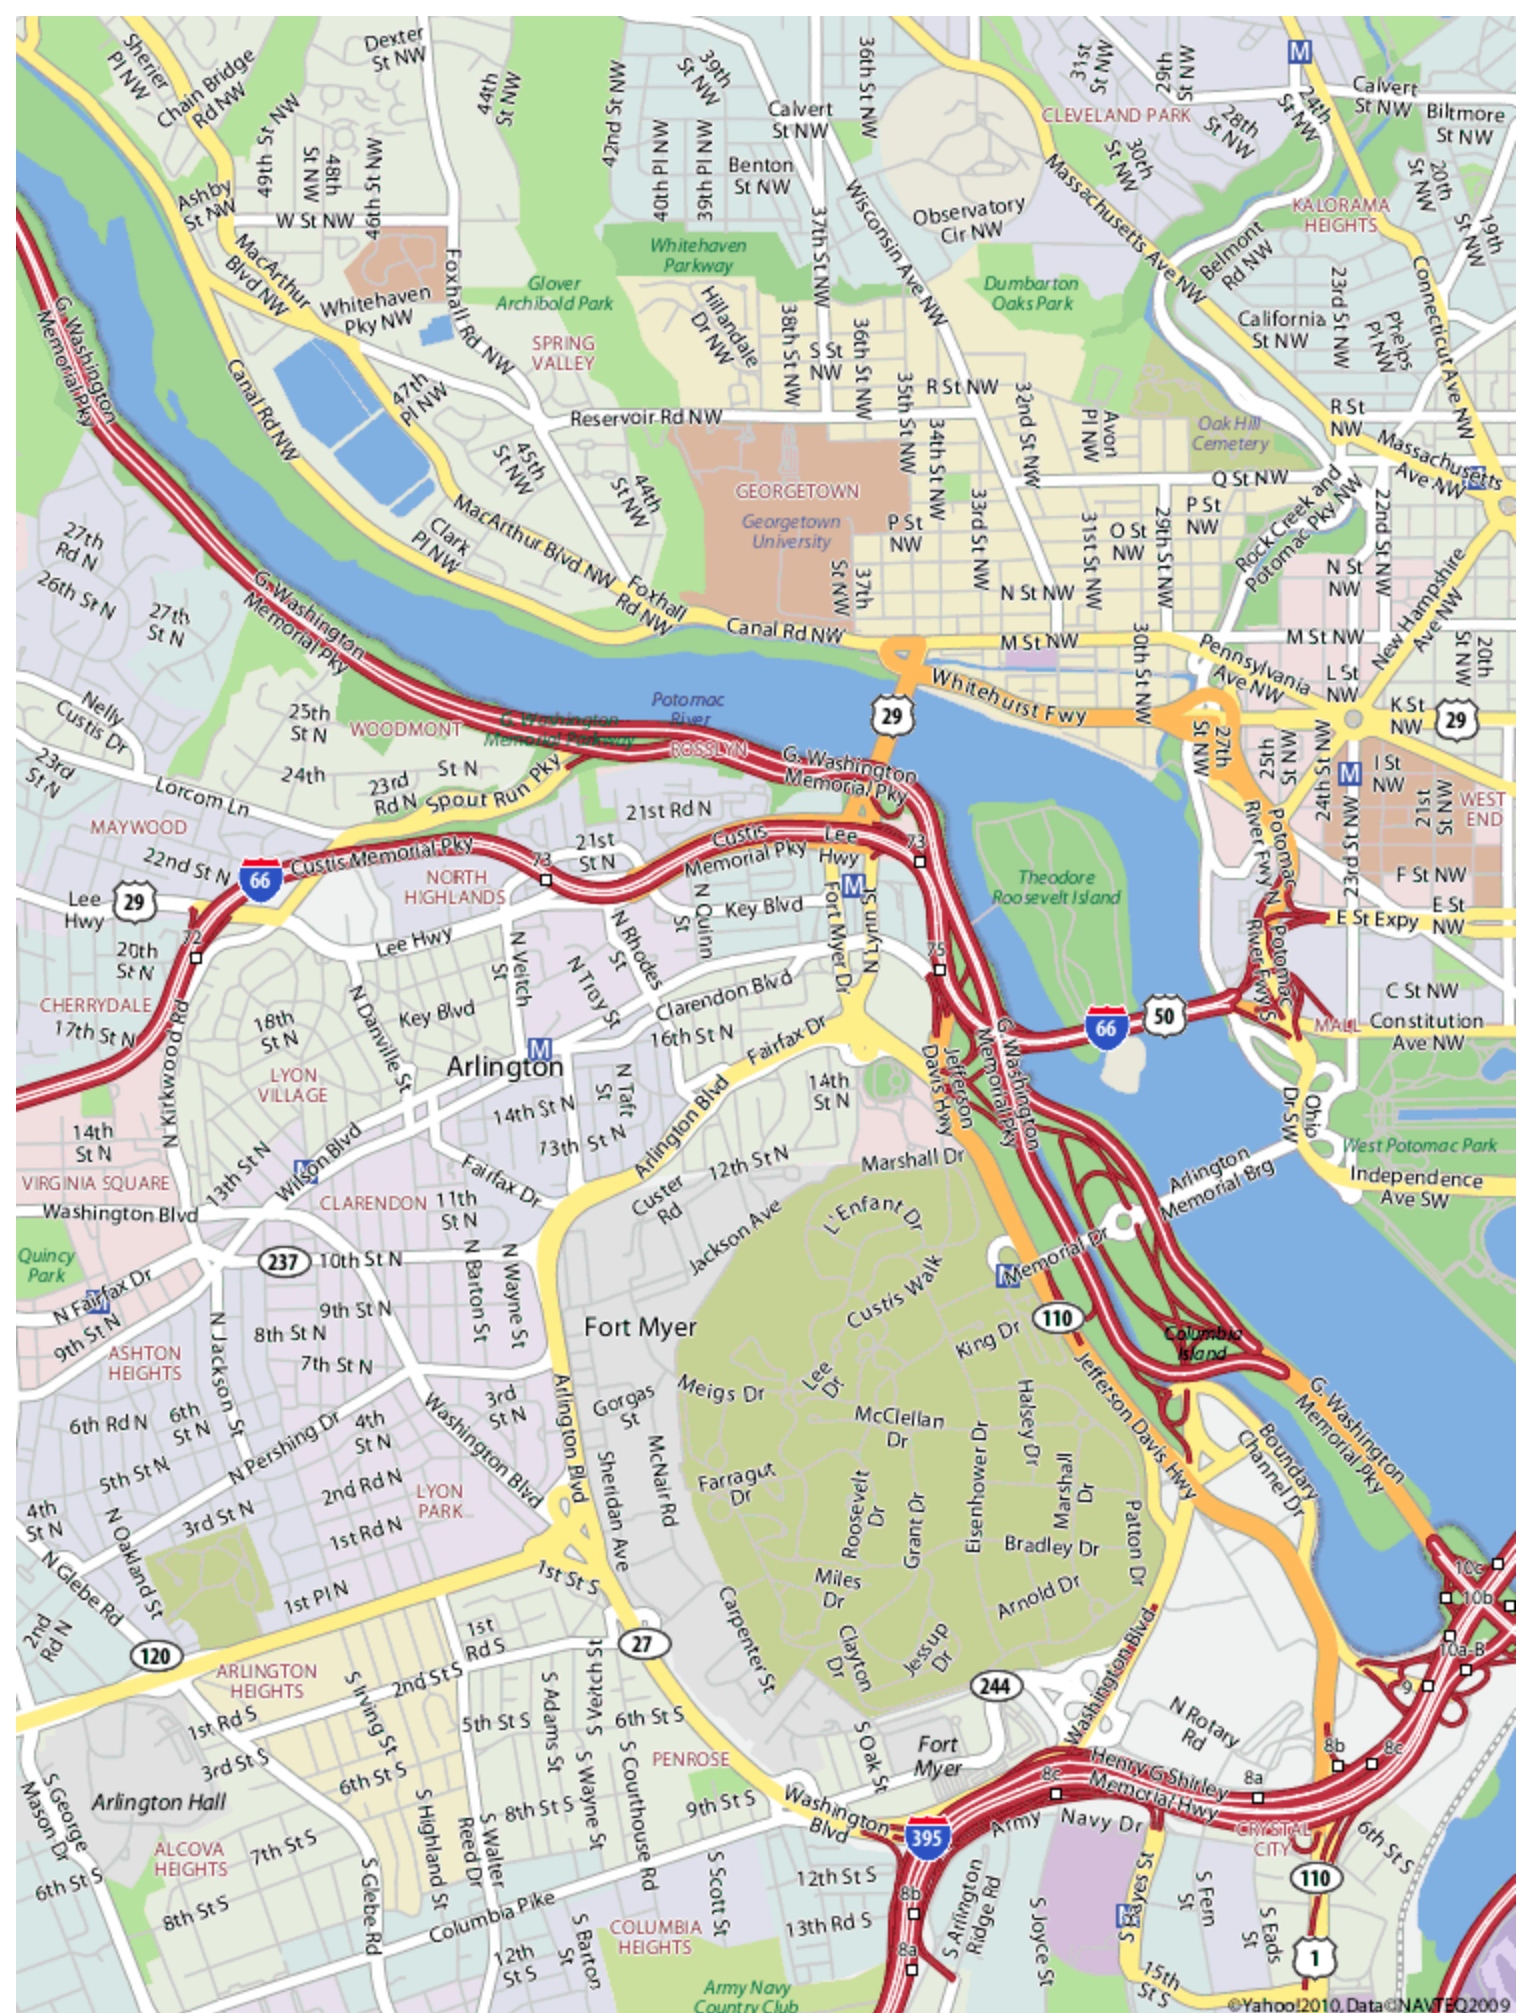 Sherier
Pl NW
Chain Bridge
Rd NW
Dexter
St NW
44th
St NW
42nd St NW
39th
St NW
36th St NW
31st
St NW
29th
St NW
M
24th
St NW
Calvert
St NW
Biltmore
St NW
CLEVELAND PARK
28th
St NW
30th
St NW
20th
St NW
19th
St NW
49th St NW
48th
St NW
46th St NW
Ashby
St NW
W St NW
40th Pl NW
39th Pl NW
Calvert
St NW
Benton
St NW
37th St NW
Wisconsin Ave NW
Observatory
Cir NW
Massachusetts Ave NW
KALORAMA
HEIGHTS
Belmont
Rd NW
Connecticut Ave NW
MacArthur
Blvd NW
Whitehaven
Pky NW
Foxhall Rd NW
Glover
Archibold Park
Whitehaven
Parkway
Dumbarton
Oaks Park
SPRING
VALLEY
Hillandale
Dr NW
38th St NW
S St
NW
36th St NW
California
St NW
23rd St NW
Phelps
Pl NW
G. Washington
Memorial Pky
Canal Rd NW
47th
Pl NW
Reservoir Rd NW
35th St NW
R St NW
34th St NW
32nd St NW
Avon
Pl NW
Oak Hill
Cemetery
R St
NW
Massachusetts
Ave NW
M
45th
St NW
44th
St NW
GEORGETOWN
Georgetown
University
Q St NW
33rd St NW
P St
NW
31st St NW
O St
NW
29th St NW
P St
NW
Rock Creek and
Potomac Pky NW
22nd St NW
N St
NW
MacArthur Blvd NW
Clark
Pl NW
27th
Rd N
26th St N
27th
St N
G. Washington
Memorial Pky
Foxhall
Rd NW
Canal Rd NW
37th
St NW
N St NW
M St NW
30th St NW
Pennsylvania
Ave NW
M St NW
L St
NW
New Hampshire
Ave NW
20th
St NW
Nelly
Custis Dr
25th
St N
WOODMONT
G. Washington
Memorial Parkway
Potomac
River
ROSSLYN
29
Whitehurst Fwy
27th
St NW
25th
St NW
24th St NW
K St
NW
29
I St
NW
M
21st
St NW
WEST
END
23rd
St N
24th
St N
23rd
Rd N
Spout Run Pky
Lorcom Ln
G. Washington
Memorial Pky
21st Rd N
MAYWOOD
22nd St N
66
Custis Memorial Pky
73
21st
St N
Custis
Memorial Pky
Lee
Hwy
73
Theodore
Roosevelt Island
Potomac
River Fwy N
23rd St NW
F St NW
E St Expy
E St
NW
Lee
Hwy
29
72
20th
St N
NORTH
HIGHLANDS
Lee Hwy
N Quinn
St
Key Blvd
Fort Myer Dr
M
N Lynn St
75
CHERRYDALE
17th St N
N Kirkwood Rd
18th
St N
N Danville St
Key Blvd
N Veitch
St
N Troy St
N Rhodes
St
Clarendon Blvd
16th St N
Fairfax Dr
Potomac
River Fwy S
66
50
MALL
C St NW
Constitution
Ave NW
Arlington
M
LYON
VILLAGE
14th St N
N Taft
St
14th
St N
Jefferson
Davis Hwy
G. Washington
Memorial Pky
Ohio
Dr SW
14th
St N
13th St N
Wilson Blvd
M
73th St N
Arlington Blvd
12th St N
Marshall Dr
Arlington
Memorial Brg
West Potomac Park
Independence
Ave SW
VIRGINIA SQUARE
Washington Blvd
CLARENDON
11th
St N
Fairfax Dr
Custer
Rd
Jackson Ave
L'Enfant Dr
Quincy
Park
237
10th St N
N Barton St
N Wayne St
Memorial Dr
M
N Fairfax Dr
M
9th St N
N Jackson St
9th St N
8th St N
7th St N
Custis Walk
King Dr
110
Columbia
Island
Fort Myer
ASHTON
HEIGHTS
Gorgas
St
Meigs Dr
Lee
Dr
McClellan
Dr
Halsey Dr
Jefferson Davis Hwy
G. Washington
Memorial Pky
6th Rd N
6th
St N
N Pershing Dr
4th
St N
3rd
St N
Washington Blvd
Arlington Blvd
Sheridan Ave
McNair Rd
Farragut
Dr
Roosevelt
Dr
Grant Dr
Eisenhower Dr
Marshall
Dr
Boundary
Channel Dr
5th St N
2nd Rd N
LYON
PARK
4th
St N
N Oakland St
3rd St N
1st Rd N
Bradley Dr
Patton Dr
N Glebe Rd
1st Pl N
1st St S
Carpenter St
Miles
Dr
Arnold Dr
10c
10b
2nd
Rd N
120
1st
Rd S
27
Clayton
Dr
Jessup
Dr
Washington Blvd
10a-B
9
ARLINGTON
HEIGHTS
2nd St S
S Irving St
S Adams St
S Veitch St
244
1st Rd S
3rd St S
5th St S
6th St S
PENROSE
S Oak St
Fort
Myer
N Rotary
Rd
8b
8c
S George
Mason Dr
Arlington Hall
6th St S
S Highland St
S Walter
Reed Dr
8th St S
S Wayne St
S Courthouse Rd
9th St S
Washington
Blvd
Henry G Shirley
Memorial Hwy
8c
8a
Army Navy Dr
CRYSTAL
CITY
6th St S
395
ALCOVA
HEIGHTS
7th St S
6th St S
8th St S
S Glebe Rd
Columbia Pike
12th St S
S Scott St
8b
110
13th Rd S
S Arlington
Ridge Rd
S Joyce St
M
S Hayes St
S Fern
St
S Eads
St
COLUMBIA
HEIGHTS
12th
St S
S Barton
St
8a
1
15th
St S
Army Navy
Country Club
©Yahoo!2010, Data©NAVTEQ2009